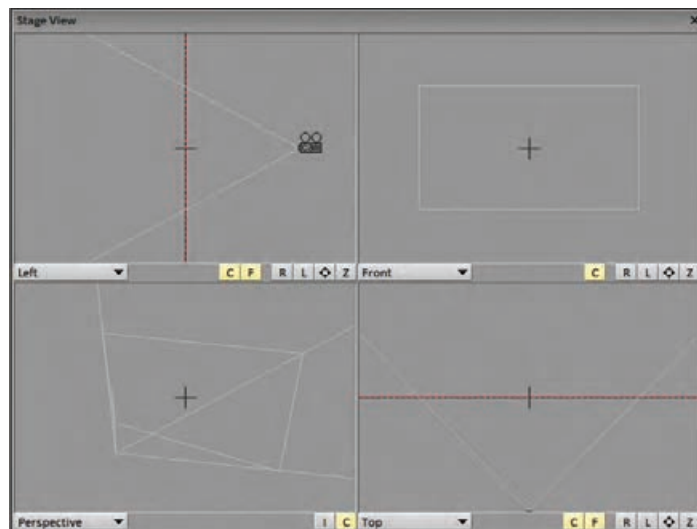 Stage View
Left C F R L Z Front C R L Z
Perspective I C Top C F R L Z